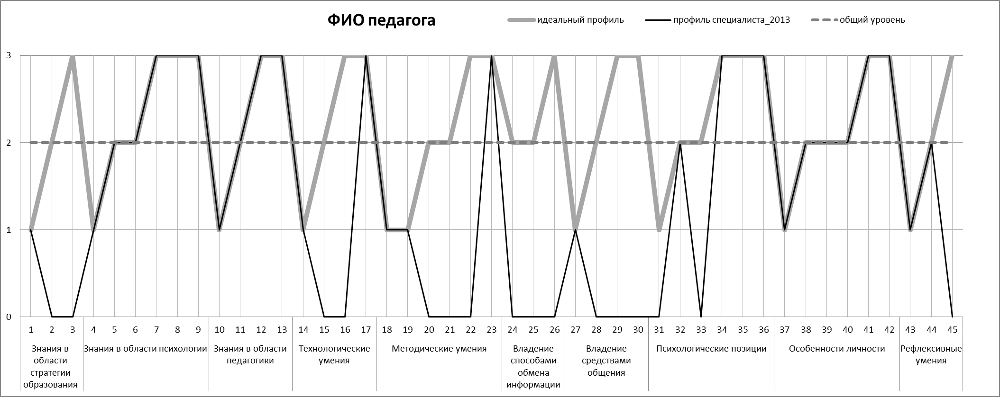 ФИО педагога
идеальный профиль
профиль специалиста_2013
общий уровень
3
2
1
0
1 2 3 4 5 6 7 8 9 10 11 12 13 14 15 16 17 18 19 20 21 22 23 24 25 26 27 28 29 30 31 32 33 34 35 36 37 38 39 40 41 42 43 44 45
Знания в
области
стратегии
образования
Знания в области психологии
Знания в области
педагогики
Технологические
умения
Методические умения
Владение
способами
обмена
информации
Владение
средствами
общения
Психологические позиции
Особенности личности
Рефлексивные
умения